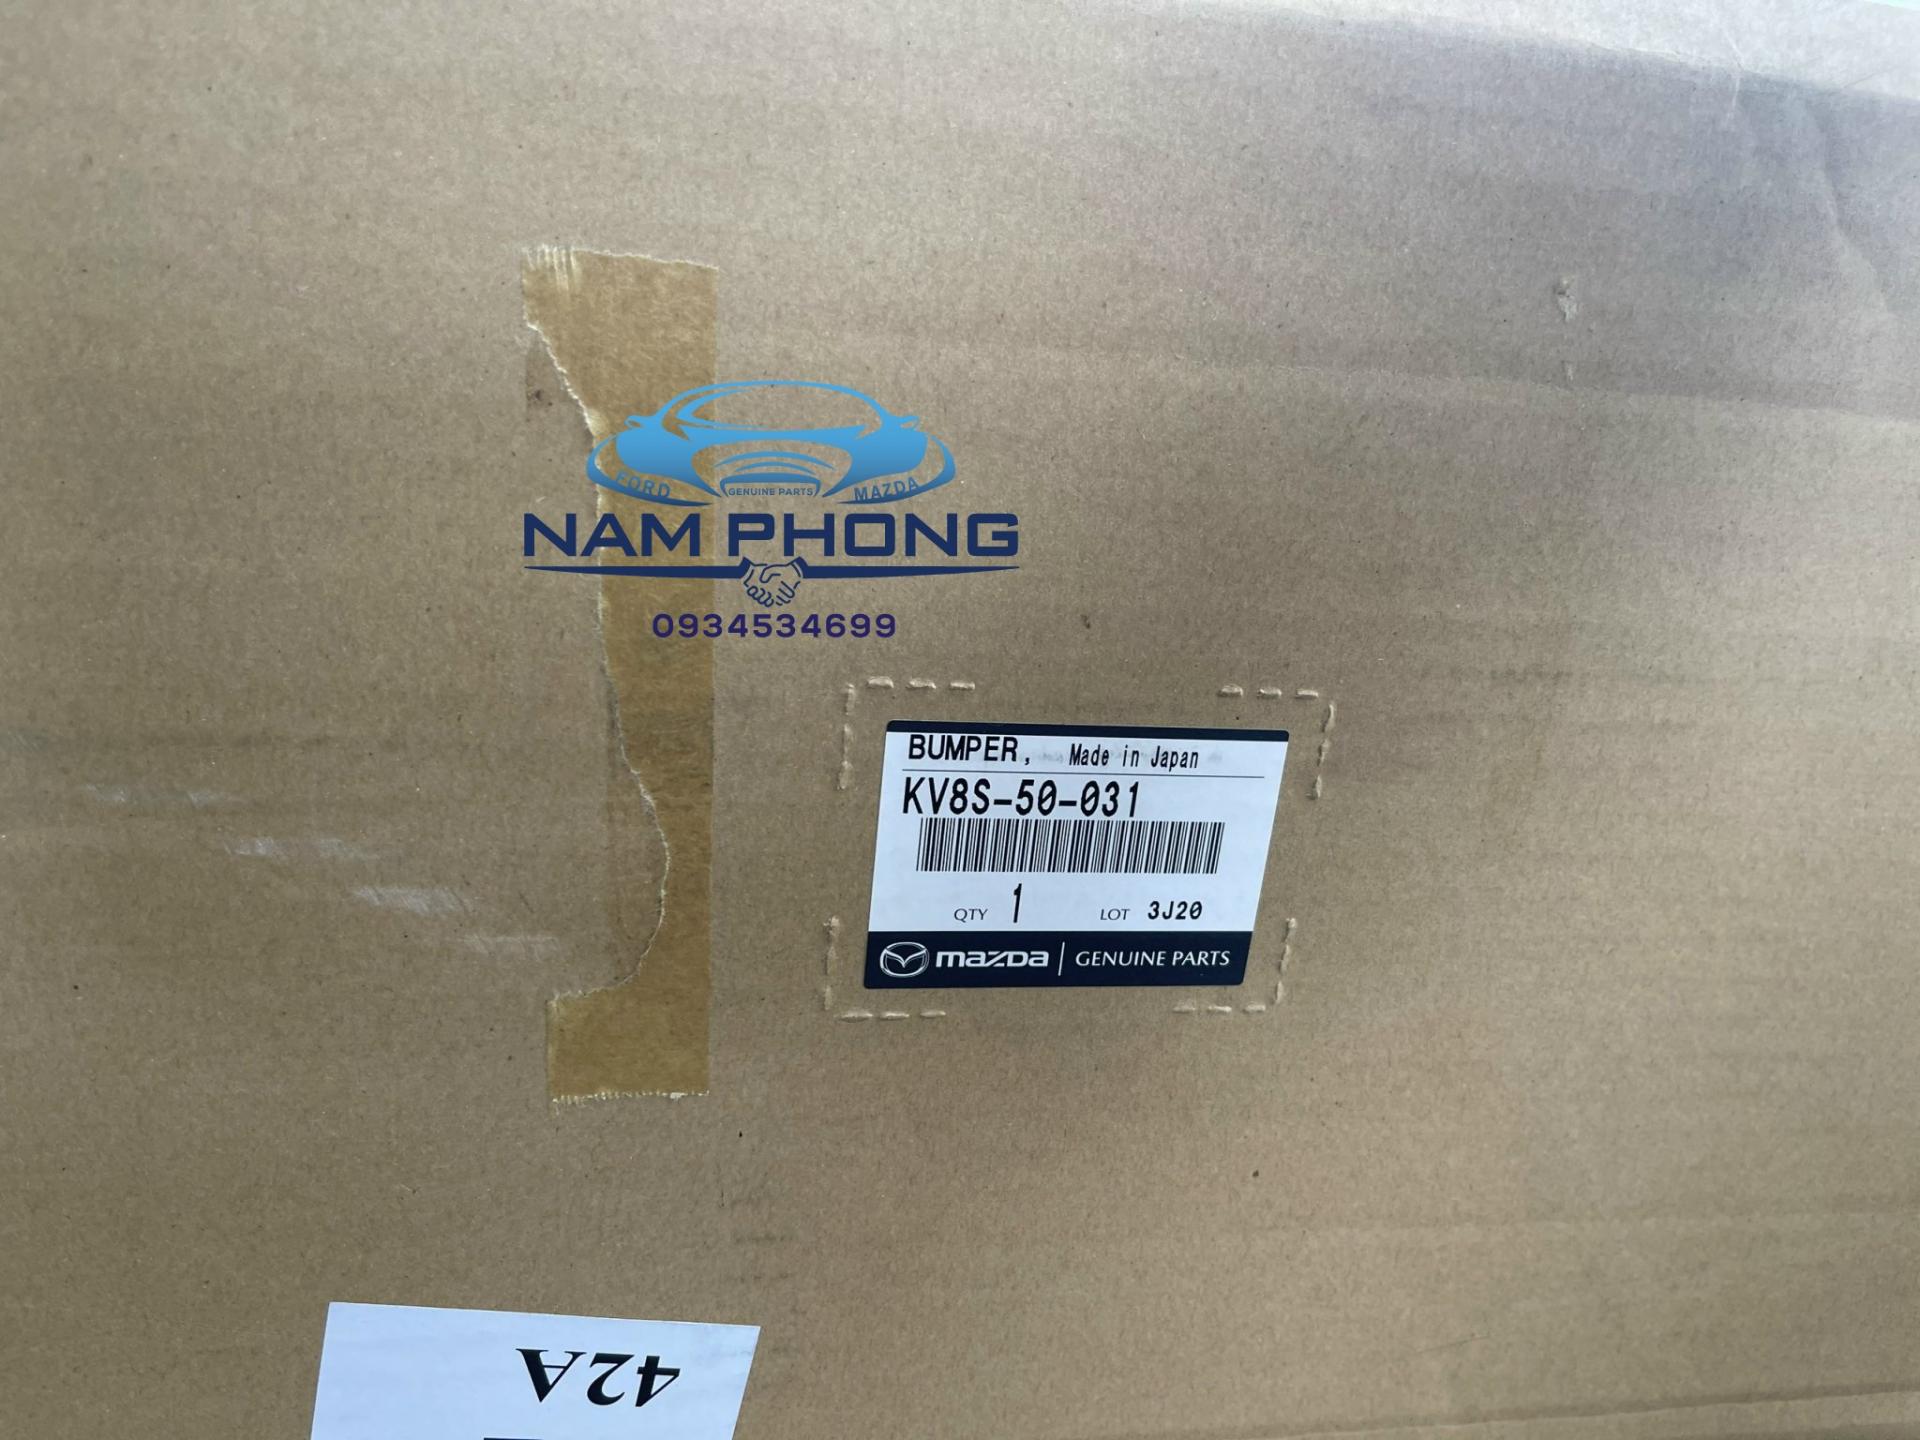 FORD GENUINE PARTS MAZDA
NAM PHONG
0934534699
BUMPER, Made in Japan
KV8S-50-031
QTY 1 LOT 3J20
mazda GENUINE PARTS
42A